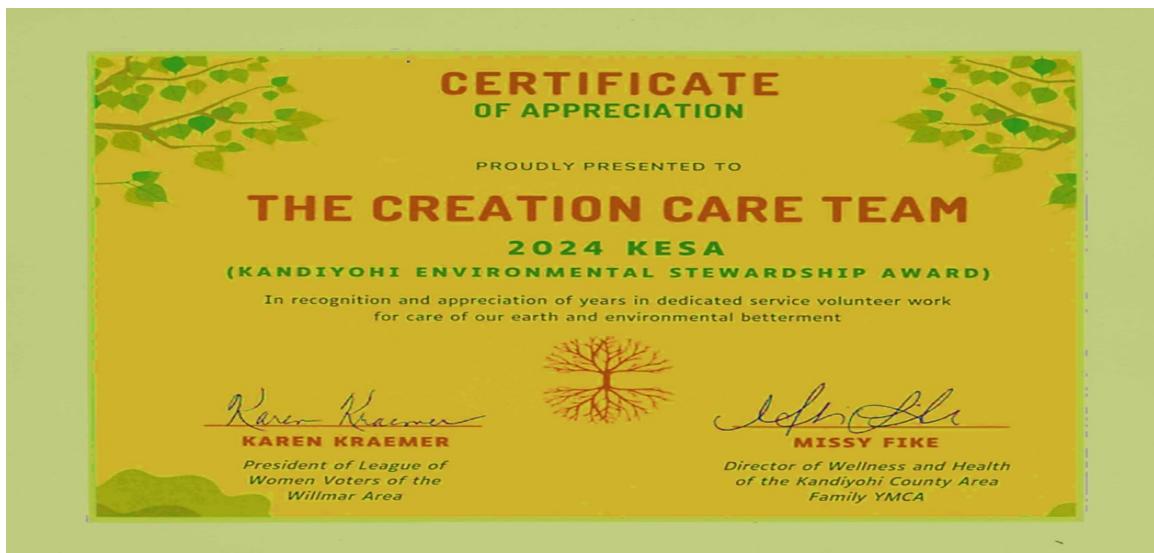 CERTIFICATE
OF APPRECIATION
PROUDLY PRESENTED TO
THE CREATION CARE TEAM
2024 KESA
(KANDIYOHI ENVIRONMENTAL STEWARDSHIP AWARD)
In recognition and appreciation of years in dedicated service volunteer work
for care of our earth and environmental betterment
Karen Kraemer
KAREN KRAEMER
President of League of
Women Voters of the
Willmar Area
MISSY FIKE
Director of Wellness and Health
of the Kandiyohi County Area
Family YMCA